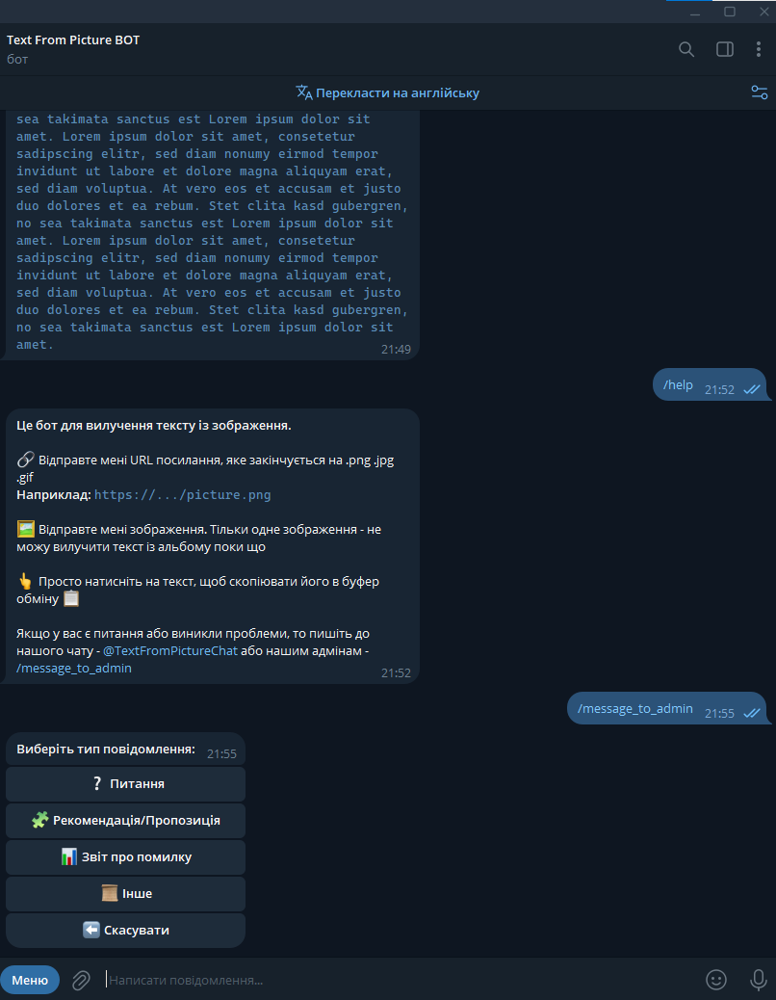 Text From Picture BOT
бот
Перекласти на англійську
sea takimata sanctus est Lorem ipsum dolor sit
amet. Lorem ipsum dolor sit amet, consetetur
sadipscing elitr, sed diam nonumy eirmod tempor
invidunt ut labore et dolore magna aliquyam erat,
sed diam voluptua. At vero eos et accusam et justo
duo dolores et ea rebum. Stet clita kasd gubergren,
no sea takimata sanctus est Lorem ipsum dolor sit
amet. Lorem ipsum dolor sit amet, consetetur
sadipscing elitr, sed diam nonumy eirmod tempor
invidunt ut labore et dolore magna aliquyam erat,
sed diam voluptua. At vero eos et accusam et justo
duo dolores et ea rebum. Stet clita kasd gubergren,
no sea takimata sanctus est Lorem ipsum dolor sit
amet.
21:49
/help 21:52
Це бот для вилучення тексту із зображення.
🔗 Відправте мені URL посилання, яке закінчується на .png .jpg
.gif
Наприклад: https://.../picture.png
🖼 Відправте мені зображення. Тільки одне зображення - не
можу вилучити текст із альбому поки що
👆 Просто натисніть на текст, щоб скопіювати його в буфер
обміну 📋
Якщо у вас є питання або виникли проблеми, то пишіть до
нашого чату - @TextFromPictureChat або нашим адмінам -
/message_to_admin
21:52
/message_to_admin 21:55
Виберіть тип повідомлення: 21:55
❔ Питання
🧩 Рекомендація/Пропозиція
📊 Звіт про помилку
Інше
⬅️ Скасувати
Меню
Написати повідомлення...